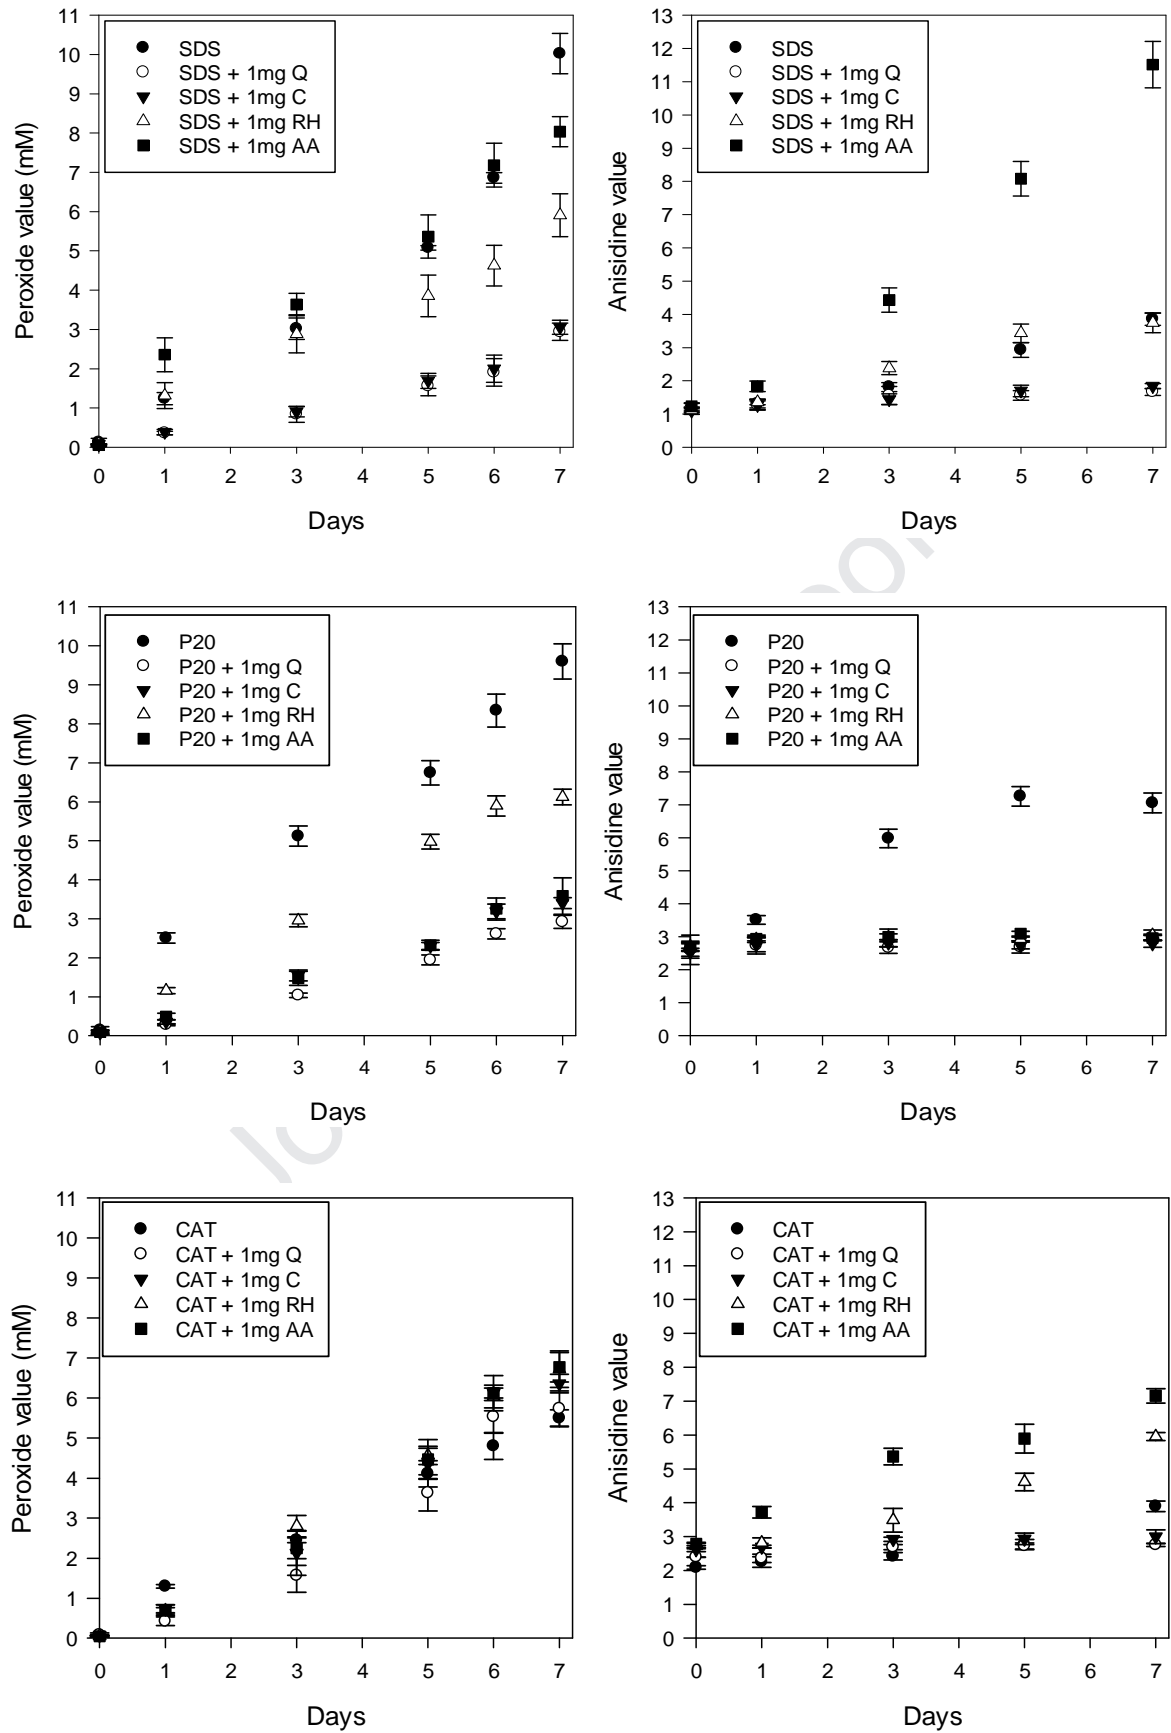 11
10
9
8
7
6
5
4
3
2
1
0
Peroxide value (mM)
SDS
SDS + 1mg Q
SDS + 1mg C
SDS + 1mg RH
SDS + 1mg AA
0 1 2 3 4 5 6 7
Days
13
12
11
10
9
8
7
6
5
4
3
2
1
0
Anisidine value
SDS
SDS + 1mg Q
SDS + 1mg C
SDS + 1mg RH
SDS + 1mg AA
0 1 2 3 4 5 6 7
Days
11
10
9
8
7
6
5
4
3
2
1
0
Peroxide value (mM)
P20
P20 + 1mg Q
P20 + 1mg C
P20 + 1mg RH
P20 + 1mg AA
0 1 2 3 4 5 6 7
Days
13
12
11
10
9
8
7
6
5
4
3
2
1
0
Anisidine value
P20
P20 + 1mg Q
P20 + 1mg C
P20 + 1mg RH
P20 + 1mg AA
0 1 2 3 4 5 6 7
Days
11
10
9
8
7
6
5
4
3
2
1
0
Peroxide value (mM)
CAT
CAT + 1mg Q
CAT + 1mg C
CAT + 1mg RH
CAT + 1mg AA
0 1 2 3 4 5 6 7
Days
13
12
11
10
9
8
7
6
5
4
3
2
1
0
Anisidine value
CAT
CAT + 1mg Q
CAT + 1mg C
CAT + 1mg RH
CAT + 1mg AA
0 1 2 3 4 5 6 7
Days